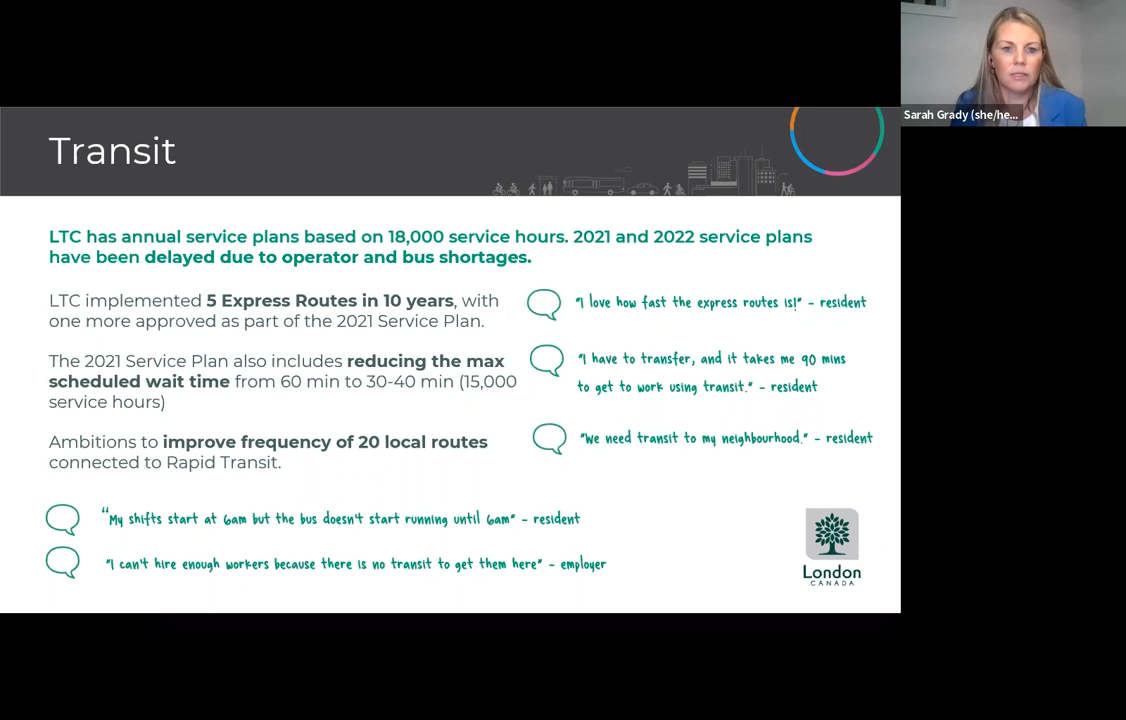 Sarah Grady (she/he...
Transit
LTC has annual service plans based on 18,000 service hours. 2021 and 2022 service plans
have been delayed due to operator and bus shortages.
LTC implemented 5 Express Routes in 10 years, with
one more approved as part of the 2021 Service Plan.
The 2021 Service Plan also includes reducing the max
scheduled wait time from 60 min to 30-40 min (15,000
service hours)
Ambitions to improve frequency of 20 local routes
connected to Rapid Transit.
"I love how fast the express routes is!" - resident
"I have to transfer, and it takes me 90 mins
to get to work using transit." - resident
"We need transit to my neighbourhood." - resident
"My shifts start at 6am but the bus doesn't start running until 6am" - resident
"I can't hire enough workers because there is no transit to get them here" - employer
London
CANADA